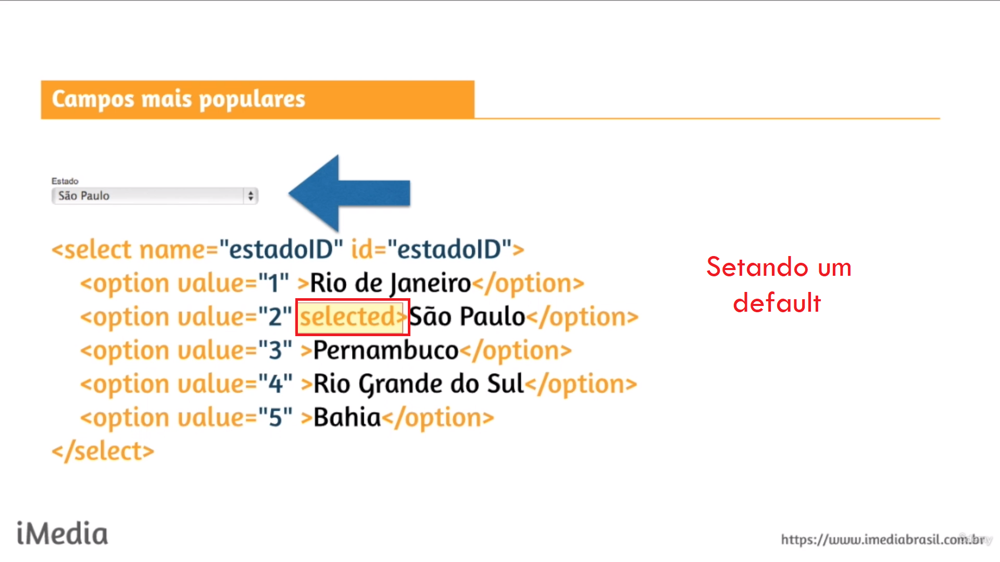 Campos mais populares
Estado
São Paulo
<select name="estadoID" id="estadoID">
<option value="1" >Rio de Janeiro</option>
<option value="2" selected>São Paulo</option>
<option value="3" >Pernambuco</option>
<option value="4" >Rio Grande do Sul</option>
<option value="5" >Bahia</option>
</select>
Setando um
default
iMedia
https://www.imediabrasil.com.br
Udemy